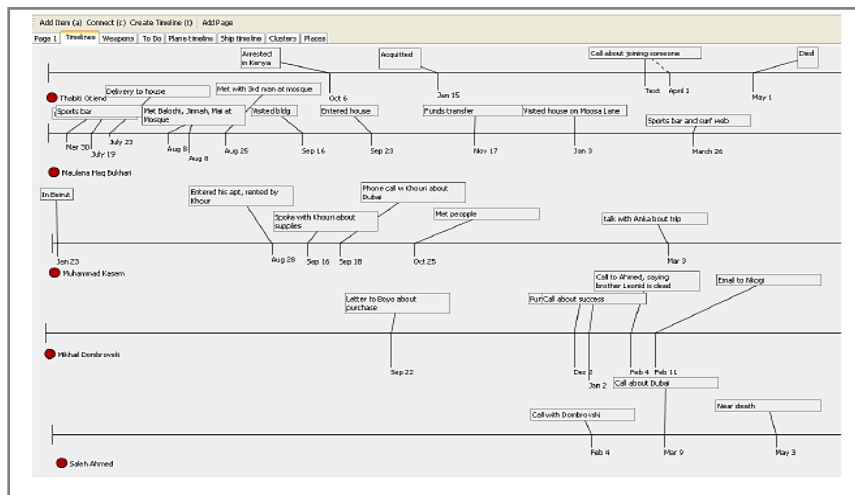 Add Item (a) Connect (c) Create Timeline (t) Add Page
Page 1 Timelines Weapons To Do Plane timeline Ship timeline Clusters Places
Arrested
in Kenya
Acquitted
Call about joining someone
Died
Oct 6
Jan 15
Text
April 1
May 1
Thabiti Otieno
Delivery to house
Met with 3rd man at mosque
Sports bar
Met Balochi, Jinnah, Mai at
Mosque
Visited bldg
Entered house
Funds transfer
Visited house on Moosa Lane
Sports bar and surf web
Mar 30
July 19
July 23
Aug 8
Aug 8
Aug 25
Sep 16
Sep 23
Nov 17
Jan 3
March 26
Maulana Haq Bukhari
In Beirut
Entered his apt, rented by
Khour
Spoke with Khouri about
supplies
Phone call w Khouri about
Dubai
Met people
talk with Anka bout trip
Jan 23
Aug 28
Sep 16
Sep 18
Oct 25
Mar 3
Muhammad Kasem
Letter to Boyo about
purchase
Fur
Call about success
Call to Ahmed, saying
brother Leonid is dead
Email to Nkogi
Sep 22
Dec 2
Jan 2
Feb 4
Feb 11
Mikhail Dombrovski
Call about Dubai
Call with Dombrovski
Near death
Feb 4
Mar 9
May 3
Saleh Ahmed